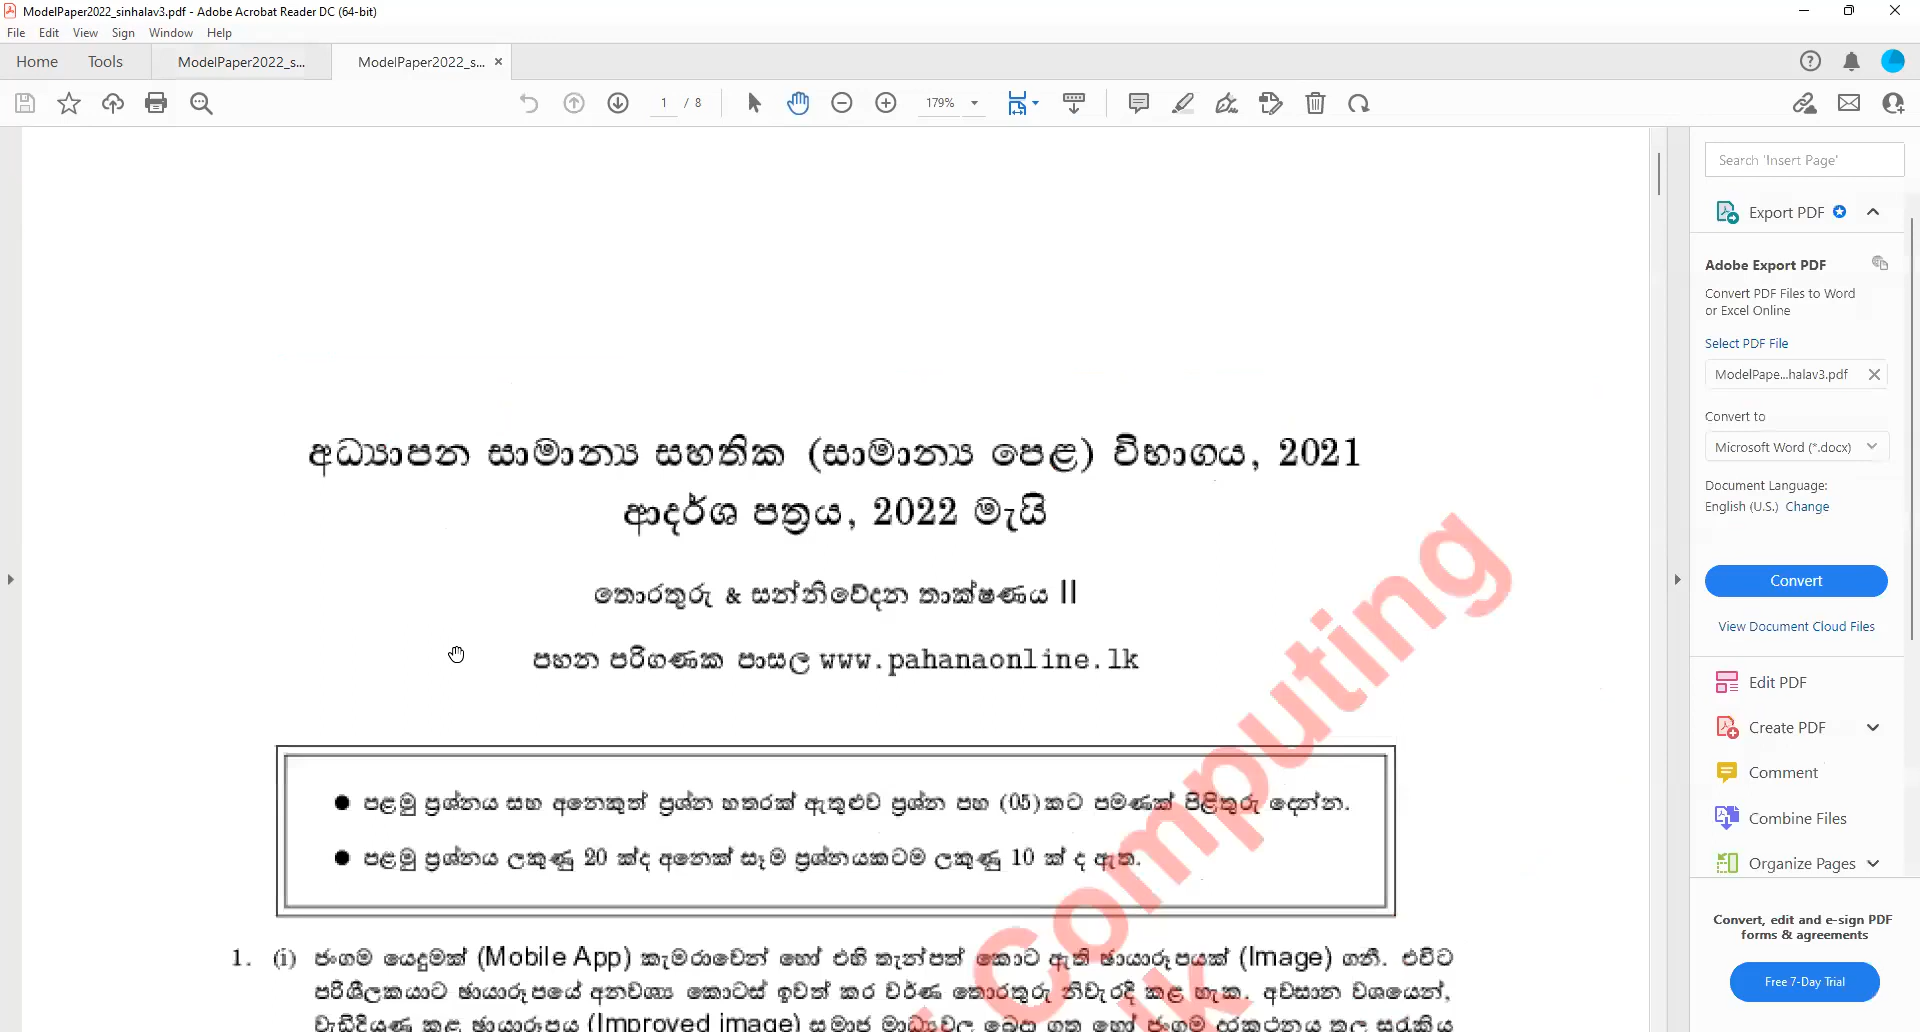 ModelPaper2022_sinhalav3.pdf - Adobe Acrobat Reader DC (64-bit)
File Edit View Sign Window Help
Home Tools ModelPaper2022_s... ModelPaper2022_s... ×
1 / 8 179%
Search 'Insert Page'
Export PDF
Adobe Export PDF
Convert PDF Files to Word
or Excel Online
Select PDF File
ModelPape...halav3.pdf
Convert to
Microsoft Word (*.docx)
Document Language:
English (U.S.) Change
Convert
View Document Cloud Files
Edit PDF
Create PDF
Comment
Combine Files
Organize Pages
Convert, edit and e-sign PDF
forms & agreements
Free 7-Day Trial
අධ්‍යාපන සාමාන්‍ය සහතික (සාමාන්‍ය පෙළ) විභාගය, 2021
ආදර්ශ පත්‍රය, 2022 මැයි
තොරතුරු & සන්නිවේදන තාක්ෂණය II
පහන පරිගණක පාසල www.pahanaonline.lk
● පළමු ප්‍රශ්නය සහ අනෙකුත් ප්‍රශ්න හතරක් ඇතුළුව ප්‍රශ්න පහ (05)කට පමණක් පිළිතුරු දෙන්න.
● පළමු ප්‍රශ්නය ලකුණු 20 ක්ද අනෙක් සෑම ප්‍රශ්නයකටම ලකුණු 10 ක් ද ඇත.
1. (i) ජංගම යෙදුමක් (Mobile App) කැමරාවෙන් හෝ එහි තැන්පත් කොට ඇති ඡායාරූපයක් (Image) ගනී. එවිට
පරිශීලකයාට ඡායාරූපයේ අනවශ්‍ය කොටස් ඉවත් කර වර්ණ තොරතුරු නිවැරදි කළ හැක. අවසාන වශයෙන්,
වැඩිදියුණු කළ ඡායාරූපය (Improved image) සමාජ මාධ්‍යවල බෙදා ගත හෝ ජංගම දුරකථනය තුල සුරැකිය
Computing